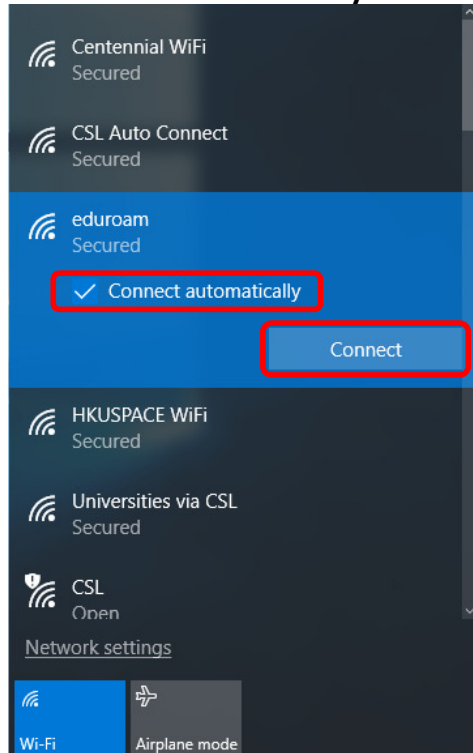 Centennial WiFi
Secured
CSL Auto Connect
Secured
eduroam
Secured
Connect automatically
Connect
HKUSPACE WiFi
Secured
Universities via CSL
Secured
CSL
Open
Network settings
Wi-Fi
Airplane mode